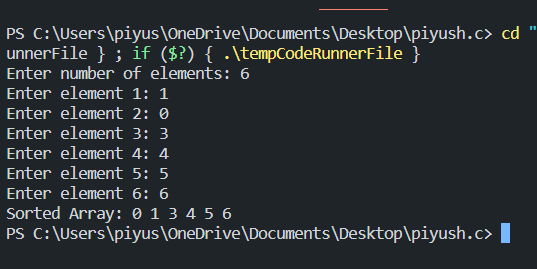 PS C:\Users\piyus\OneDrive\Documents\Desktop\piyush.c> cd "
unnerFile } ; if ($?) { .\tempCodeRunnerFile }
Enter number of elements: 6
Enter element 1: 1
Enter element 2: 0
Enter element 3: 3
Enter element 4: 4
Enter element 5: 5
Enter element 6: 6
Sorted Array: 0 1 3 4 5 6
PS C:\Users\piyus\OneDrive\Documents\Desktop\piyush.c>